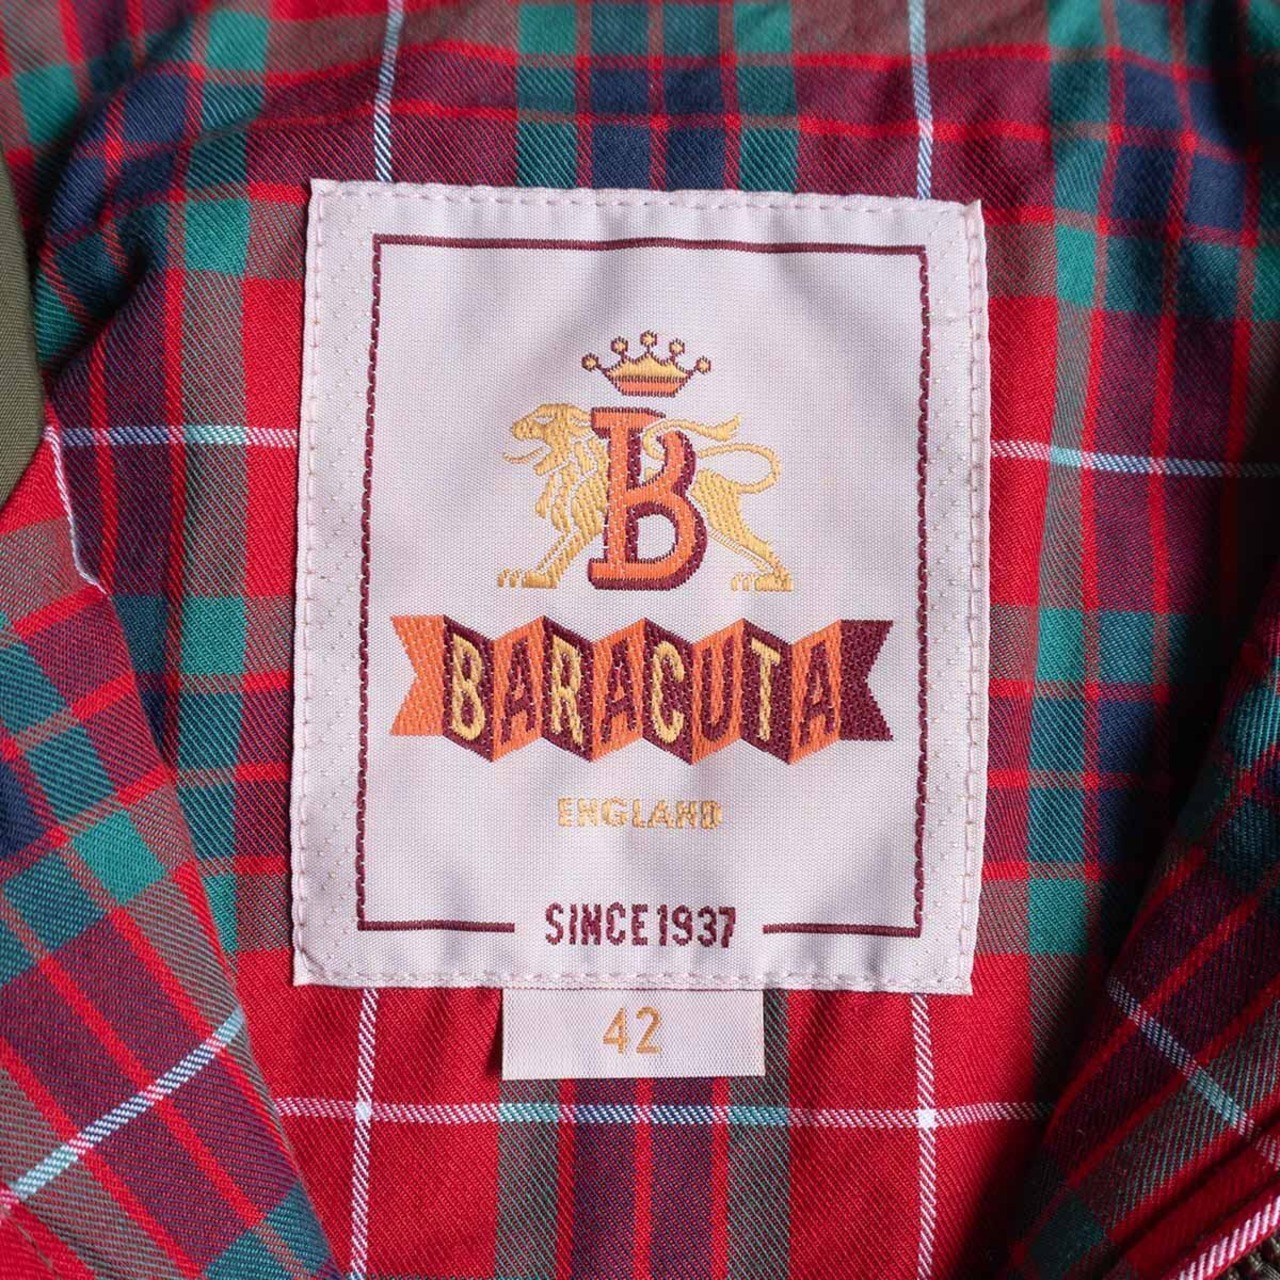 B
BARACUTA
ENGLAND
SINCE 1937
42